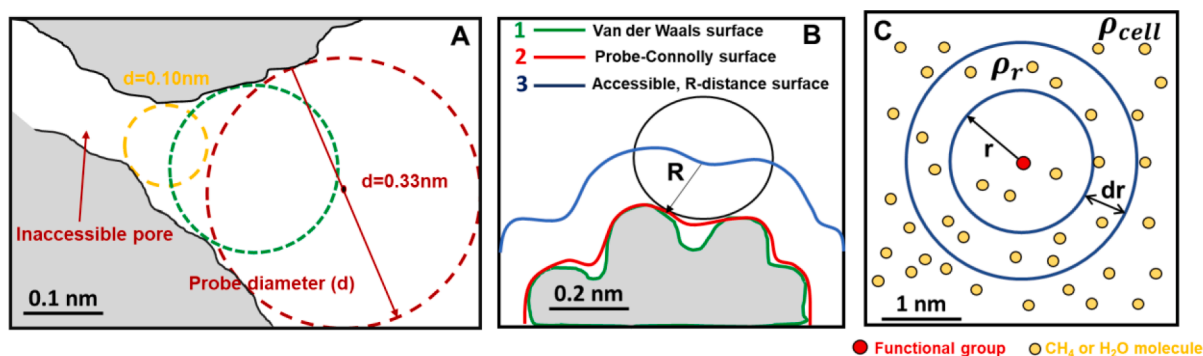 A
d=0.10nm
d=0.33nm
Inaccessible pore
Probe diameter (d)
0.1 nm
B
1 Van der Waals surface
2 Probe-Connolly surface
3 Accessible, R-distance surface
R
0.2 nm
C
ρcell
ρr
r
dr
1 nm
Functional group
CH₄ or H₂O molecule